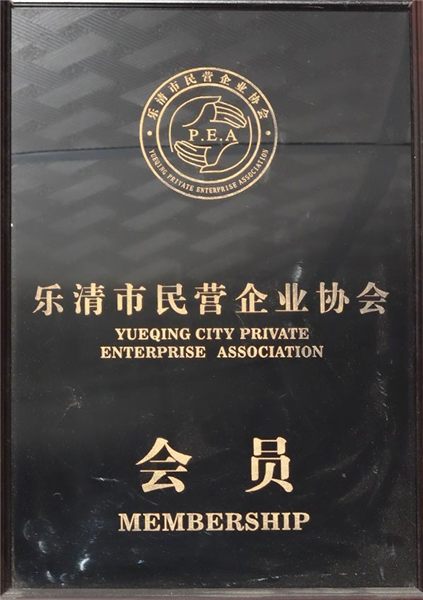 乐清市民营企业协会
P.E.A
YUEQING PRIVATE ENTERPRISE ASSOCIATION
乐清市民营企业协会
YUEQING CITY PRIVATE
ENTERPRISE ASSOCIATION
会员
MEMBERSHIP